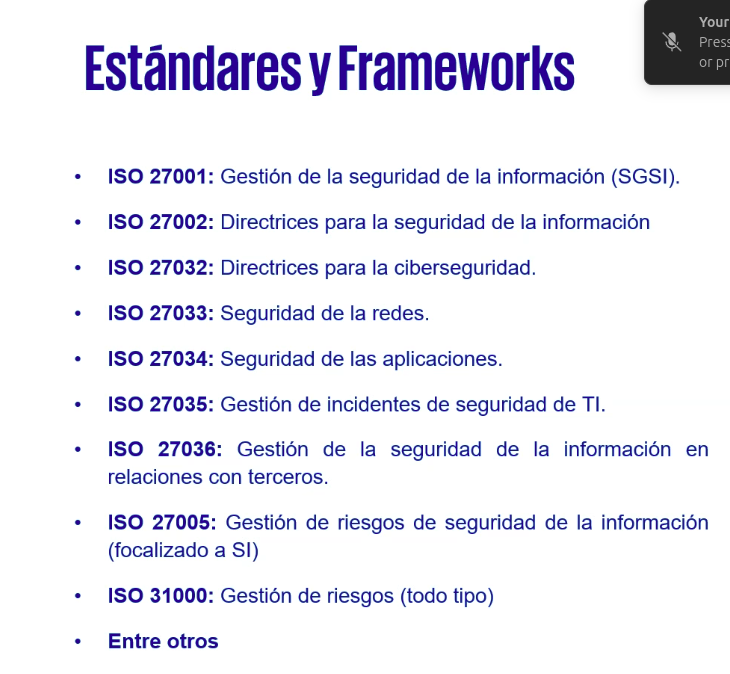 Your
Press
or pr
Estándares y Frameworks
• ISO 27001: Gestión de la seguridad de la información (SGSI).
• ISO 27002: Directrices para la seguridad de la información
• ISO 27032: Directrices para la ciberseguridad.
• ISO 27033: Seguridad de la redes.
• ISO 27034: Seguridad de las aplicaciones.
• ISO 27035: Gestión de incidentes de seguridad de TI.
• ISO 27036: Gestión de la seguridad de la información en
relaciones con terceros.
• ISO 27005: Gestión de riesgos de seguridad de la información
(focalizado a SI)
• ISO 31000: Gestión de riesgos (todo tipo)
• Entre otros